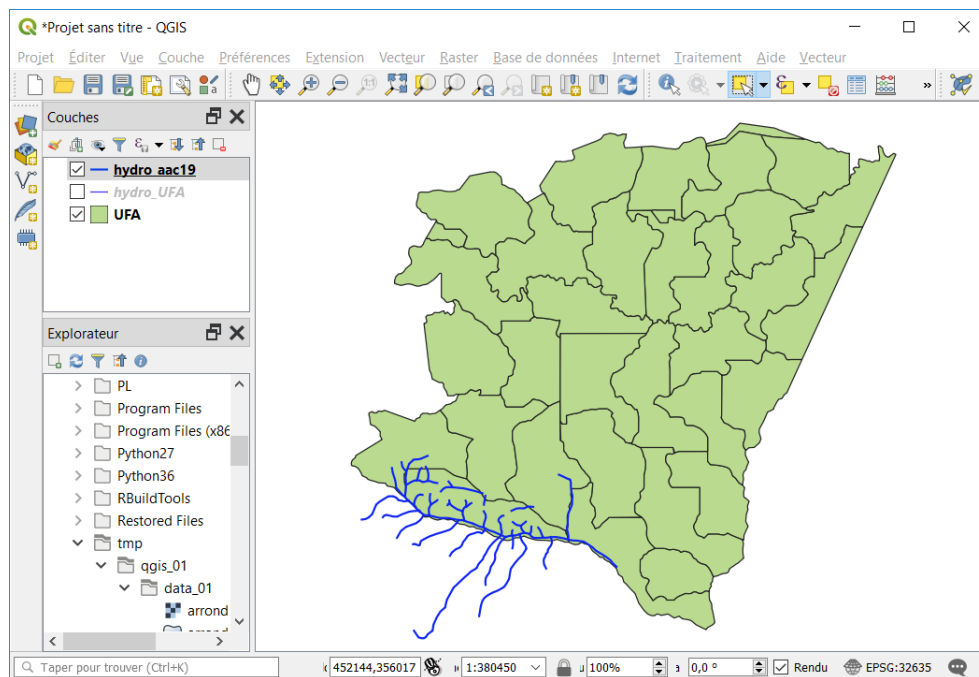 *Projet sans titre - QGIS
Projet Éditer Vue Couche Préférences Extension Vecteur Raster Base de données Internet Traitement Aide Vecteur
Couches
hydro_aac19
hydro_UFA
UFA
Explorateur
PL
Program Files
Program Files (x86
Python27
Python36
RBuildTools
Restored Files
tmp
qgis_01
data_01
arrond
Taper pour trouver (Ctrl+K) 452144,356017 1:380450 100% 0,0 ° Rendu EPSG:32635